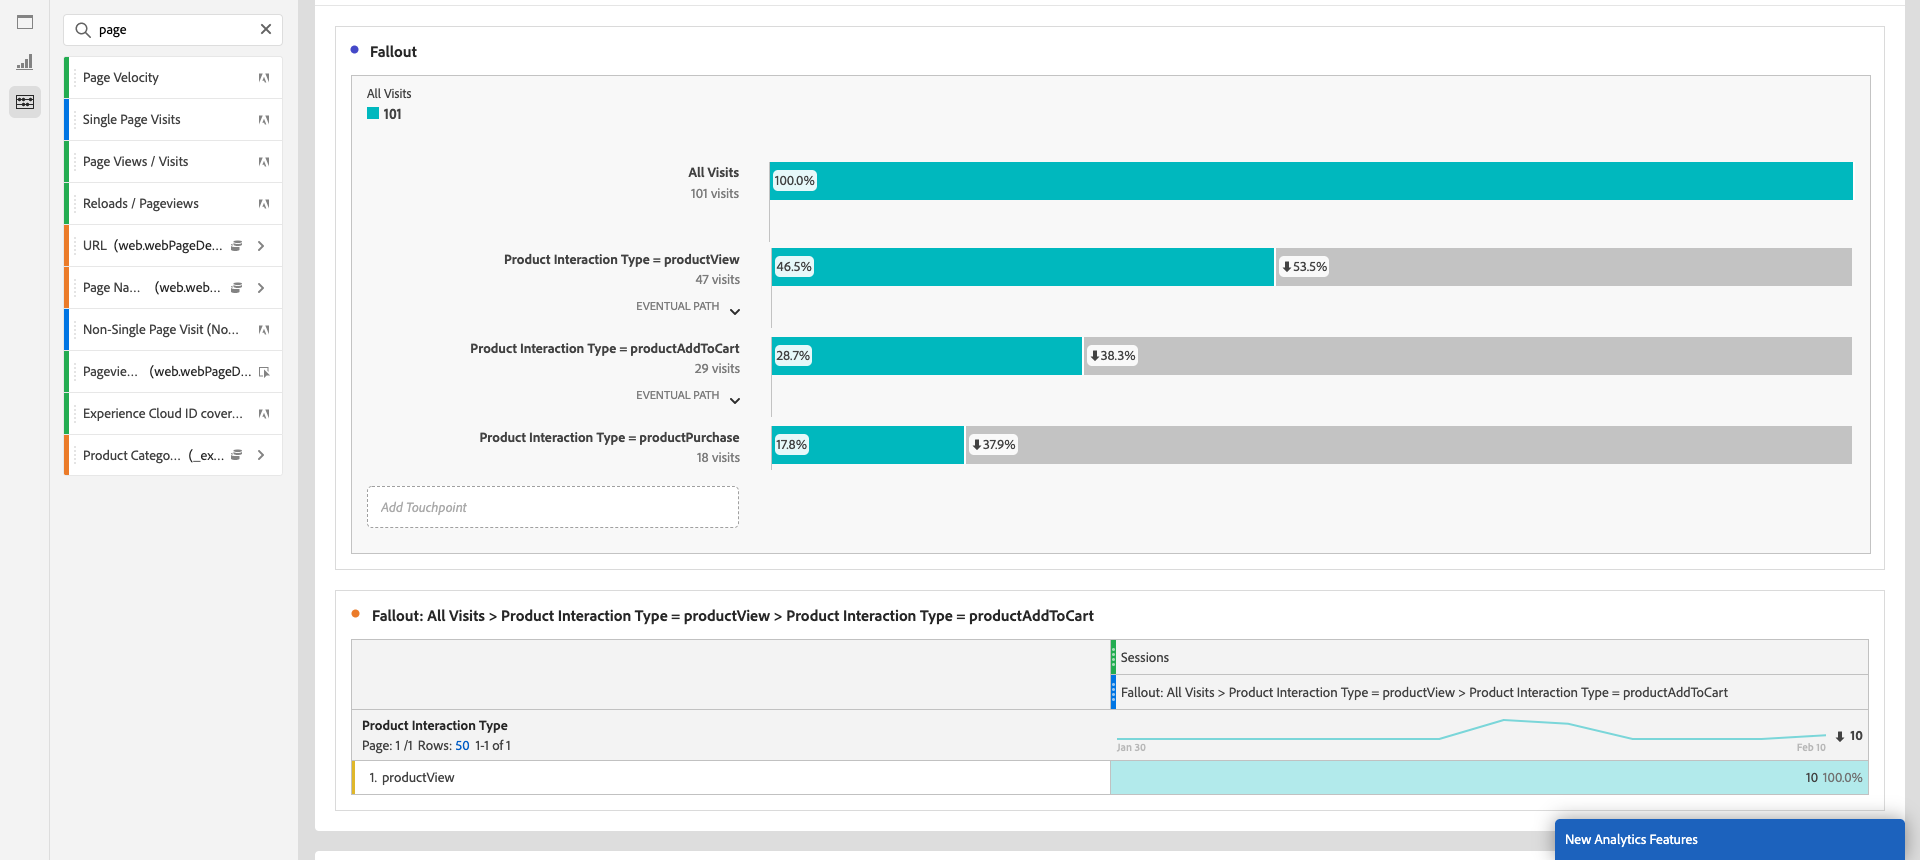 page
Page Velocity
Single Page Visits
Page Views / Visits
Reloads / Pageviews
URL (web.webPageDe...
Page Na... (web.web...
Non-Single Page Visit (No...
Pagevie... (web.webPageD...
Experience Cloud ID cover...
Product Catego... (_ex...
Fallout
All Visits
101
All Visits
101 visits
100.0%
Product Interaction Type = productView
47 visits
46.5%
53.5%
EVENTUAL PATH
Product Interaction Type = productAddToCart
29 visits
28.7%
38.3%
EVENTUAL PATH
Product Interaction Type = productPurchase
18 visits
17.8%
37.9%
Add Touchpoint
Fallout: All Visits > Product Interaction Type = productView > Product Interaction Type = productAddToCart
Sessions
Fallout: All Visits > Product Interaction Type = productView > Product Interaction Type = productAddToCart
Product Interaction Type
Page: 1 /1 Rows: 50 1-1 of 1
Jan 30
Feb 10
10
1. productView
10 100.0%
New Analytics Features